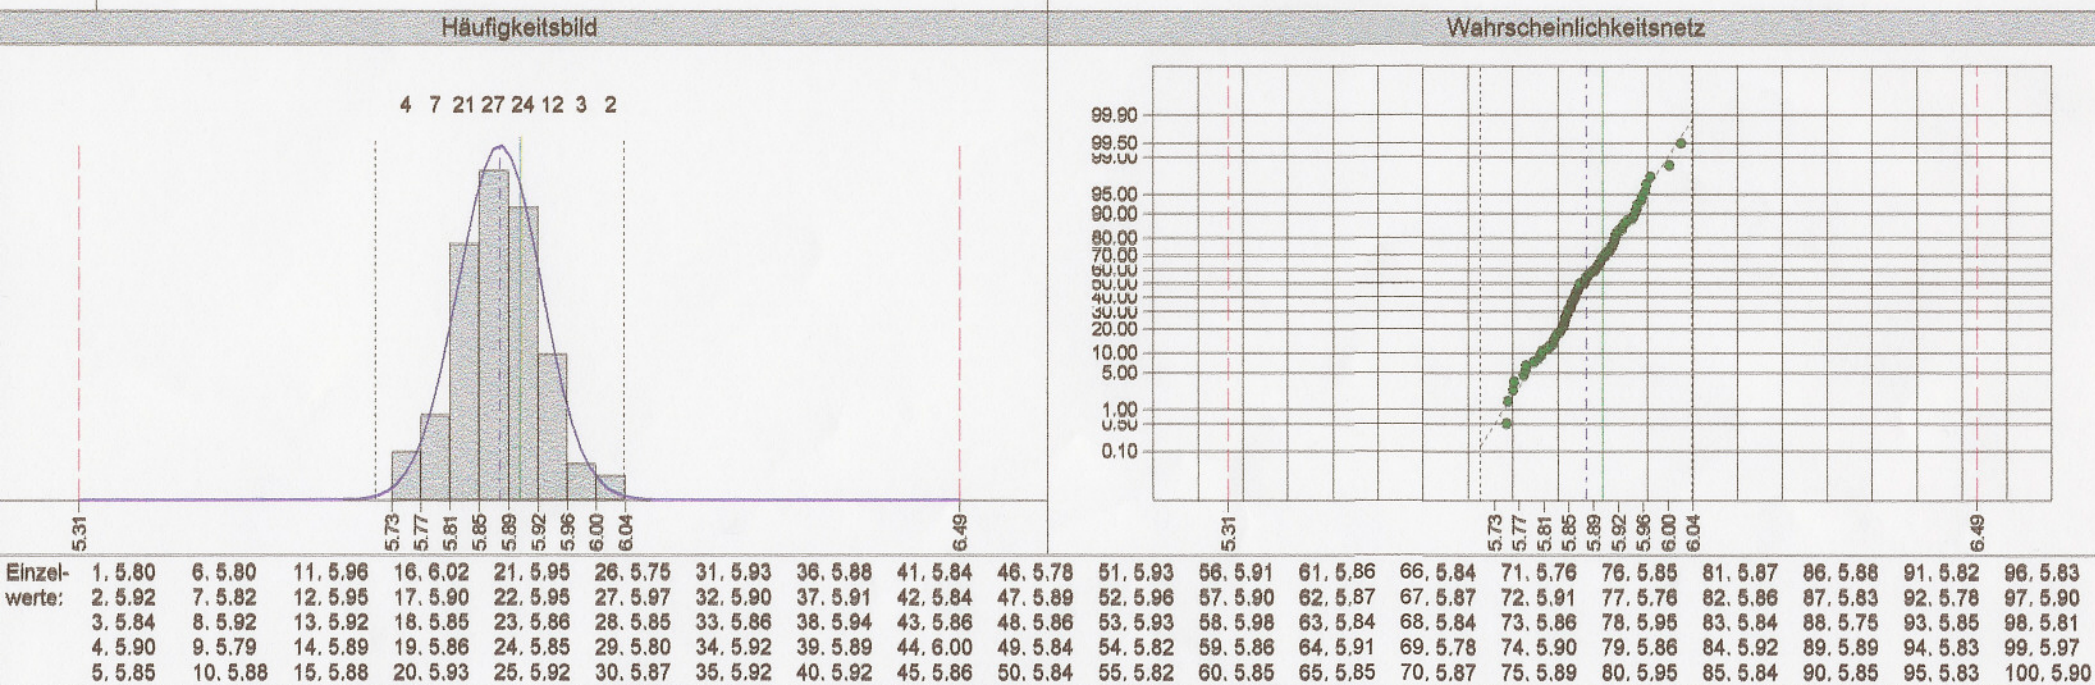 Häufigkeitsbild
Wahrscheinlichkeitsnetz
4 7 21 27 24 12 3 2
99.90
99.50
99.00
95.00
90.00
80.00
70.00
60.00
50.00
40.00
30.00
20.00
10.00
5.00
1.00
0.50
0.10
5.31 5.73 5.77 5.81 5.85 5.89 5.92 5.96 6.00 6.04 6.49
5.31 5.73 5.77 5.81 5.85 5.89 5.92 5.96 6.00 6.04 6.49
Einzel- 1, 5.80 6, 5.80 11, 5.96 16, 6.02 21, 5.95 26, 5.75 31, 5.93 36, 5.88 41, 5.84 46, 5.78 51, 5.93 56, 5.91 61, 5.86 66, 5.84 71, 5.76 76, 5.85 81, 5.87 86, 5.88 91, 5.82 96, 5.83
werte: 2, 5.92 7, 5.82 12, 5.95 17, 5.90 22, 5.95 27, 5.97 32, 5.90 37, 5.91 42, 5.84 47, 5.89 52, 5.96 57, 5.90 62, 5.87 67, 5.87 72, 5.91 77, 5.76 82, 5.86 87, 5.83 92, 5.78 97, 5.90
3, 5.84 8, 5.92 13, 5.92 18, 5.85 23, 5.86 28, 5.85 33, 5.86 38, 5.94 43, 5.86 48, 5.86 53, 5.93 58, 5.98 63, 5.84 68, 5.84 73, 5.86 78, 5.95 83, 5.84 88, 5.75 93, 5.85 98, 5.81
4, 5.90 9, 5.79 14, 5.89 19, 5.86 24, 5.85 29, 5.80 34, 5.92 39, 5.89 44, 6.00 49, 5.84 54, 5.82 59, 5.86 64, 5.91 69, 5.78 74, 5.90 79, 5.86 84, 5.92 89, 5.89 94, 5.83 99, 5.97
5, 5.85 10, 5.88 15, 5.88 20, 5.93 25, 5.92 30, 5.87 35, 5.92 40, 5.92 45, 5.86 50, 5.84 55, 5.82 60, 5.85 65, 5.85 70, 5.87 75, 5.89 80, 5.95 85, 5.84 90, 5.85 95, 5.83 100, 5.90